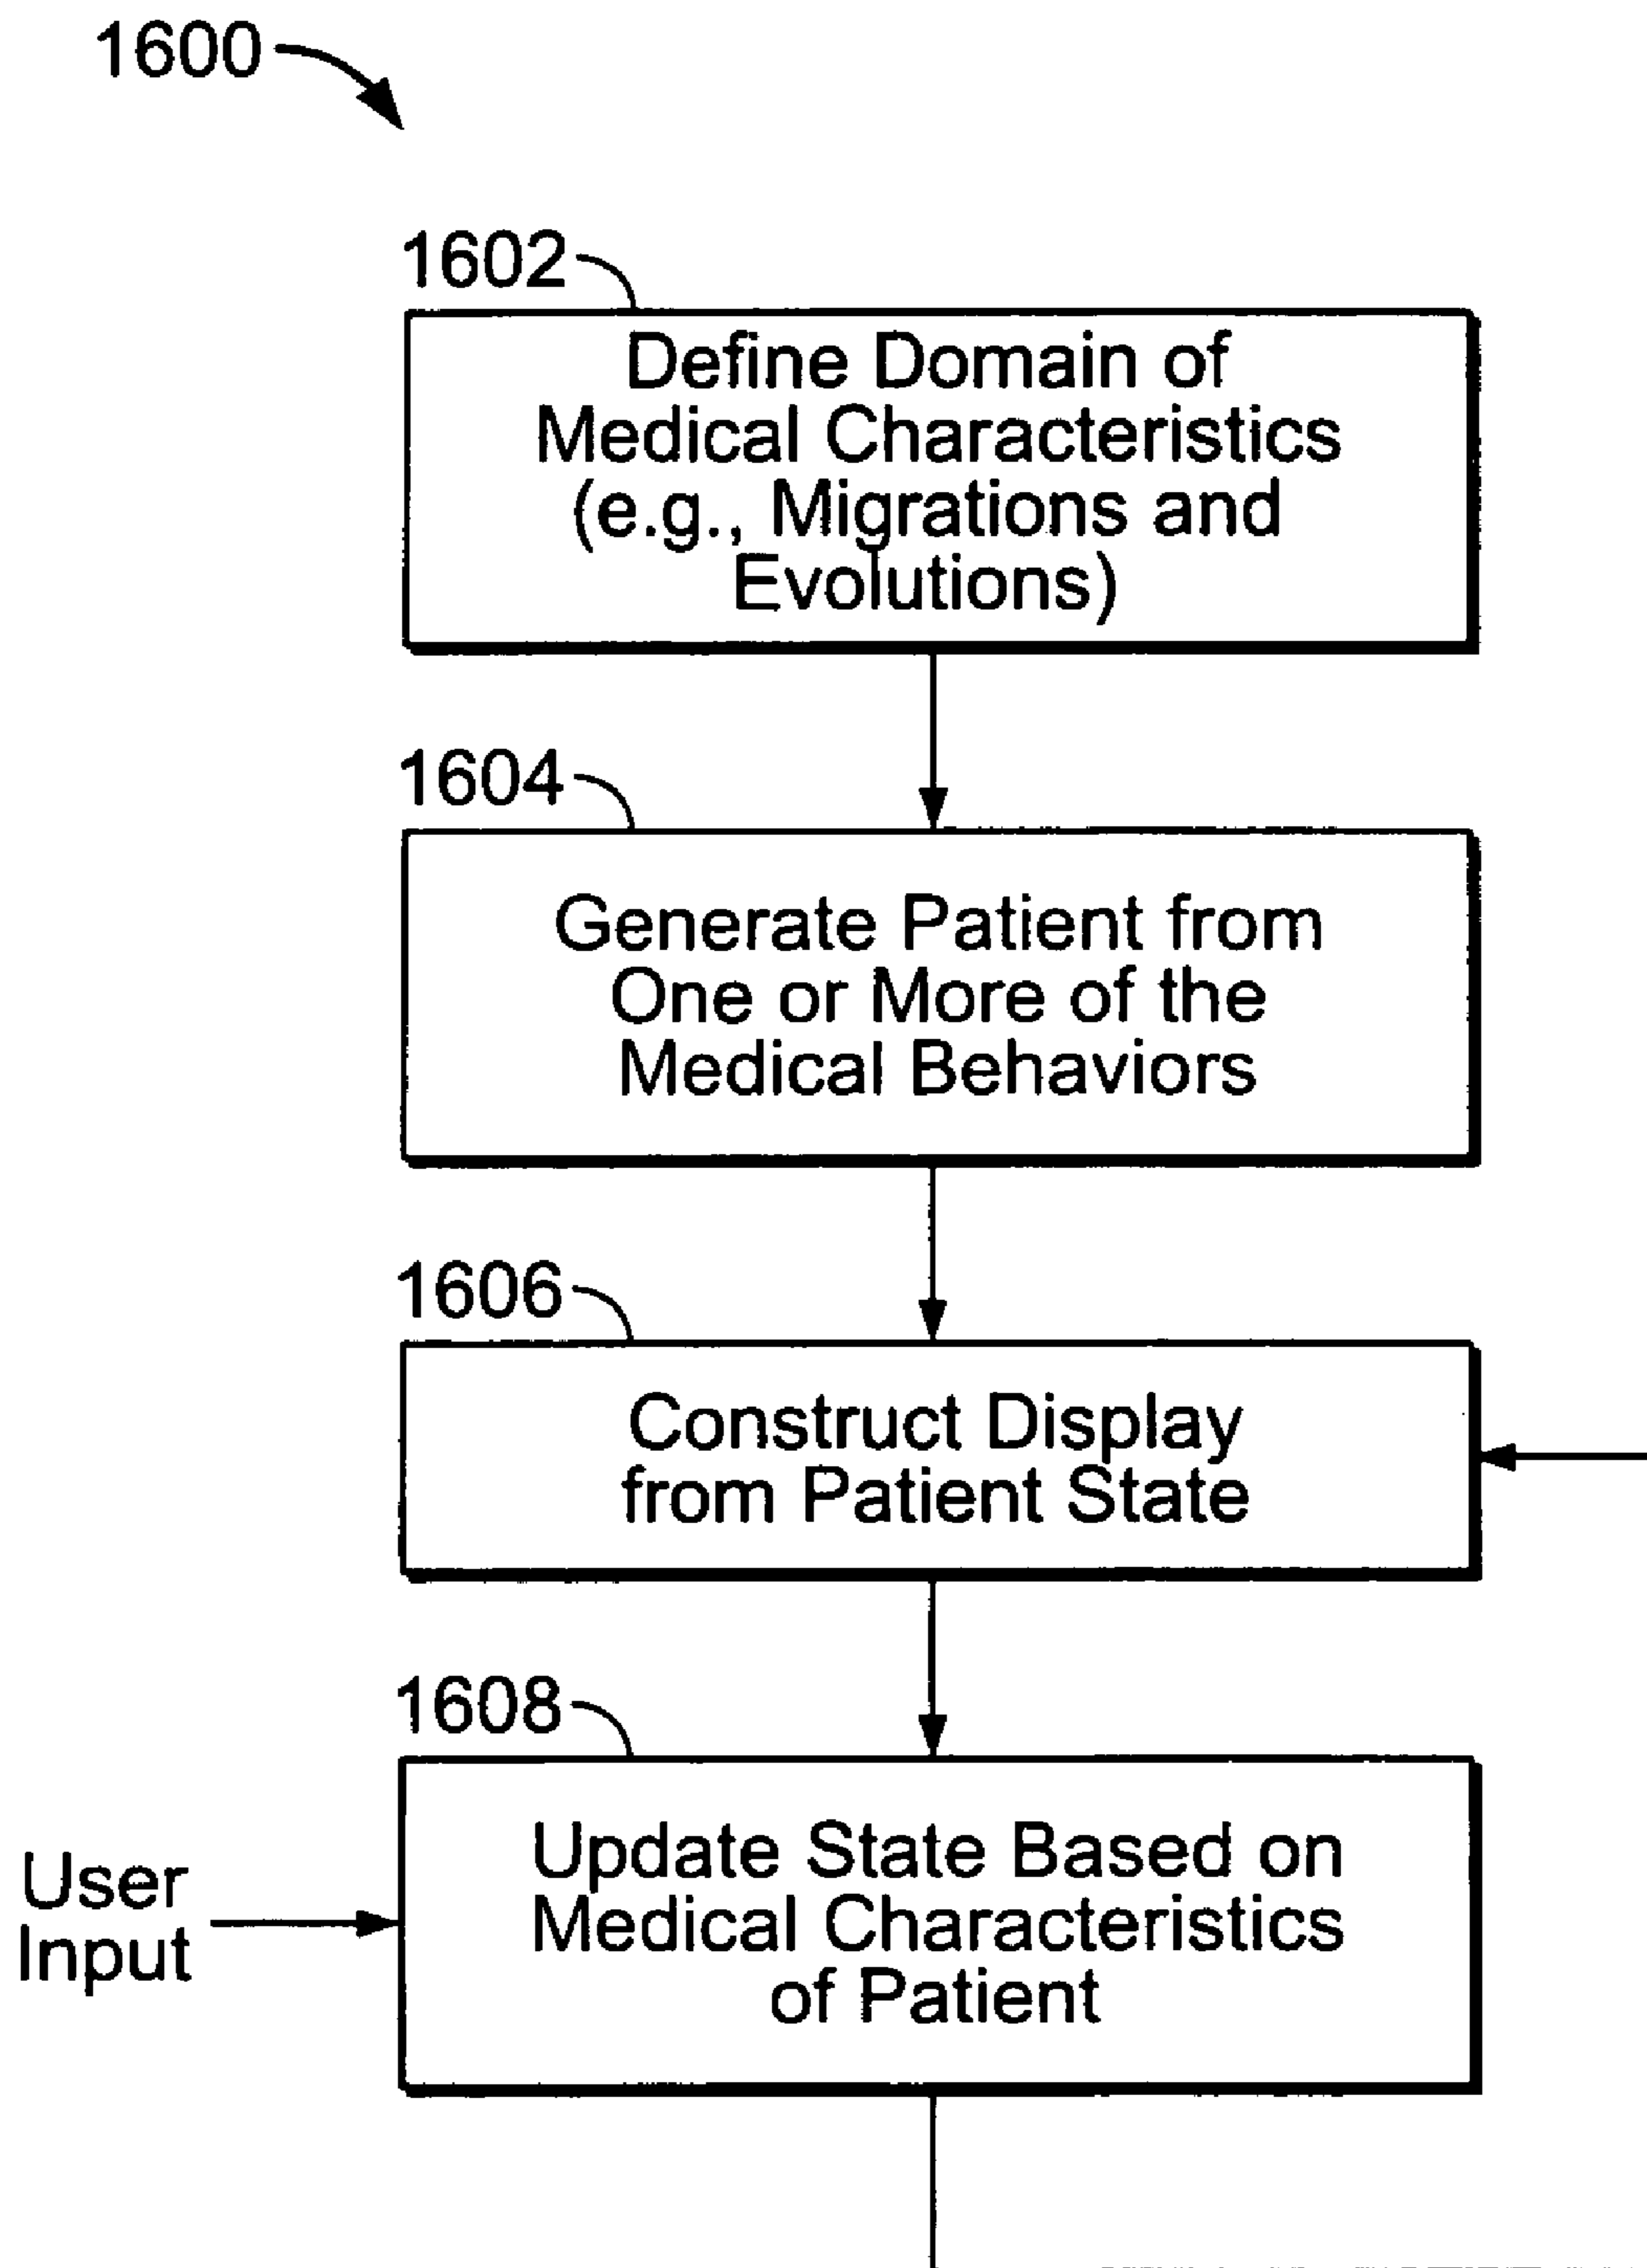 1600
1602
Define Domain of
Medical Characteristics
(e.g., Migrations and
Evolutions)
1604
Generate Patient from
One or More of the
Medical Behaviors
1606
Construct Display
from Patient State
1608
Update State Based on
Medical Characteristics
of Patient
User
Input